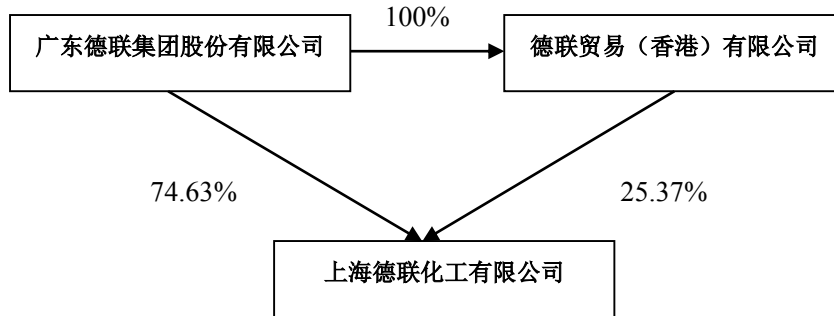 100%
广东德联集团股份有限公司
德联贸易（香港）有限公司
74.63%
25.37%
上海德联化工有限公司